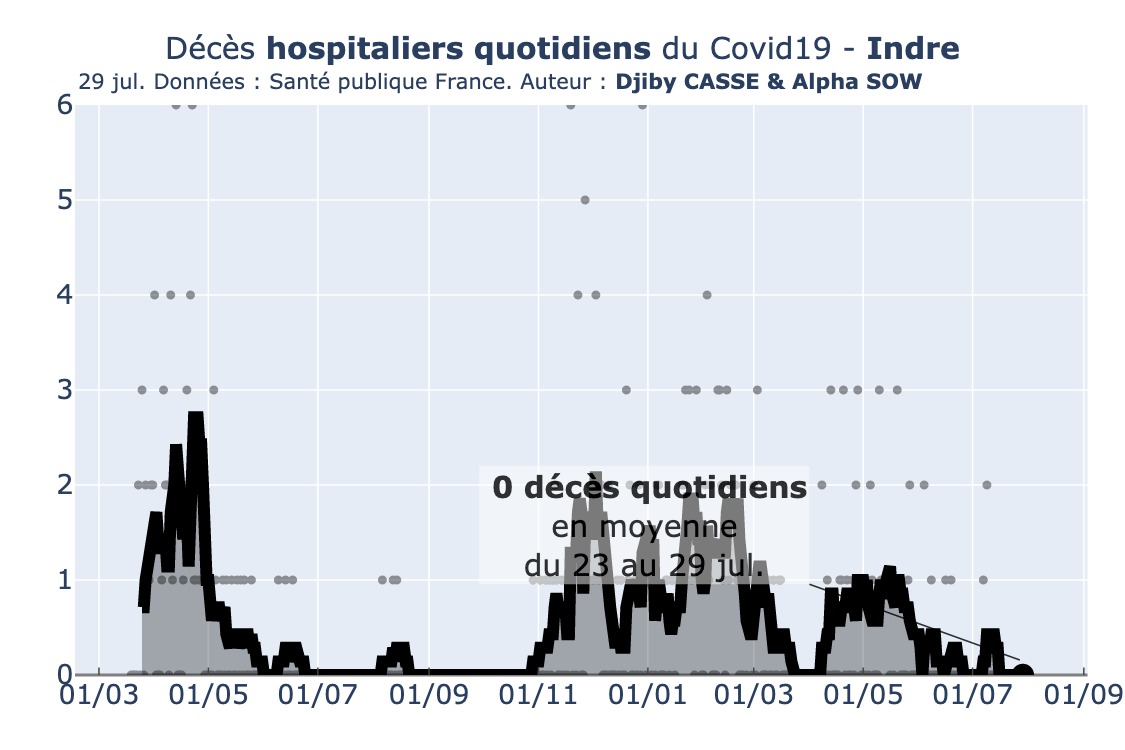 Décès hospitaliers quotidiens du Covid19 - Indre
29 jul. Données : Santé publique France. Auteur : Djiby CASSE & Alpha SOW
6
5
4
3
2
1
0
0 décès quotidiens
en moyenne
du 23 au 29 jul.
01/03 01/05 01/07 01/09 01/11 01/01 01/03 01/05 01/07 01/09